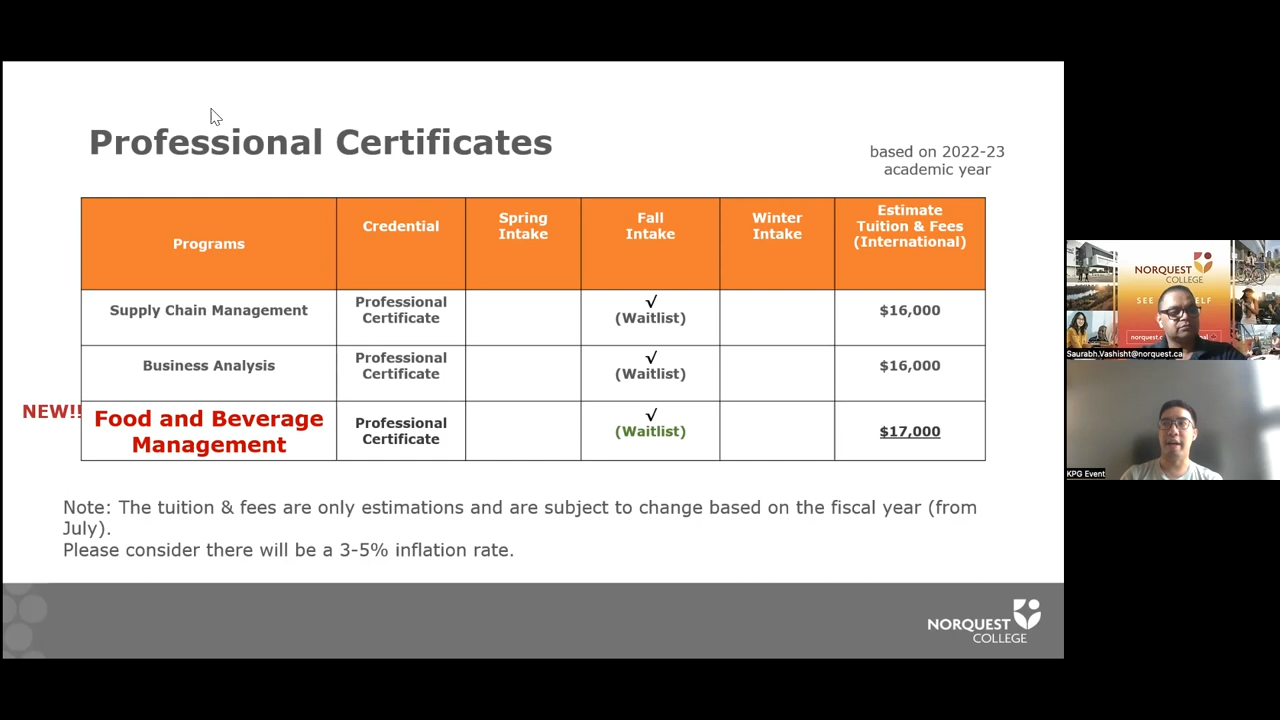 Professional Certificates
based on 2022-23
academic year
Programs
Credential
Spring
Intake
Fall
Intake
Winter
Intake
Estimate
Tuition & Fees
(International)
Supply Chain Management
Professional
Certificate
√
(Waitlist)
$16,000
Business Analysis
Professional
Certificate
√
(Waitlist)
$16,000
NEW!!
Food and Beverage
Management
Professional
Certificate
√
(Waitlist)
$17,000
Note: The tuition & fees are only estimations and are subject to change based on the fiscal year (from
July).
Please consider there will be a 3-5% inflation rate.
NORQUEST
COLLEGE
NORQUEST
COLLEGE
Saurabh.Vashisht@norquest.ca
KPG Event